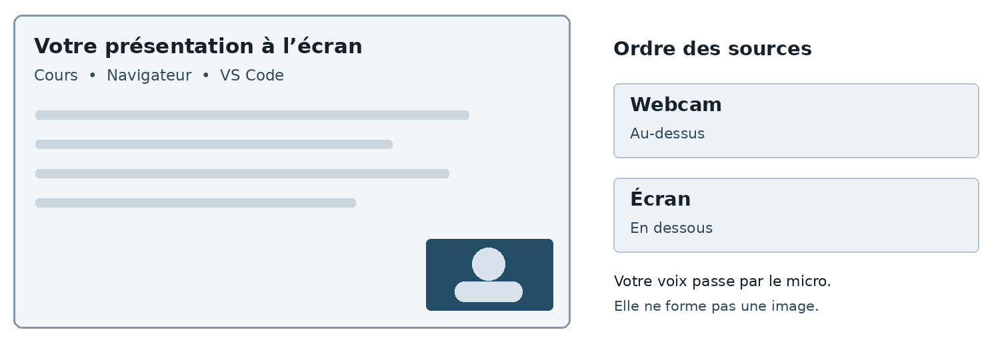 Votre présentation à l’écran
Cours • Navigateur • VS Code
Ordre des sources
Webcam
Au-dessus
Écran
En dessous
Votre voix passe par le micro.
Elle ne forme pas une image.